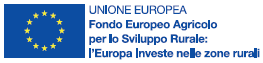 UNIONE EUROPEA
Fondo Europeo Agricolo
per lo Sviluppo Rurale:
l'Europa Investe nelle zone rurali